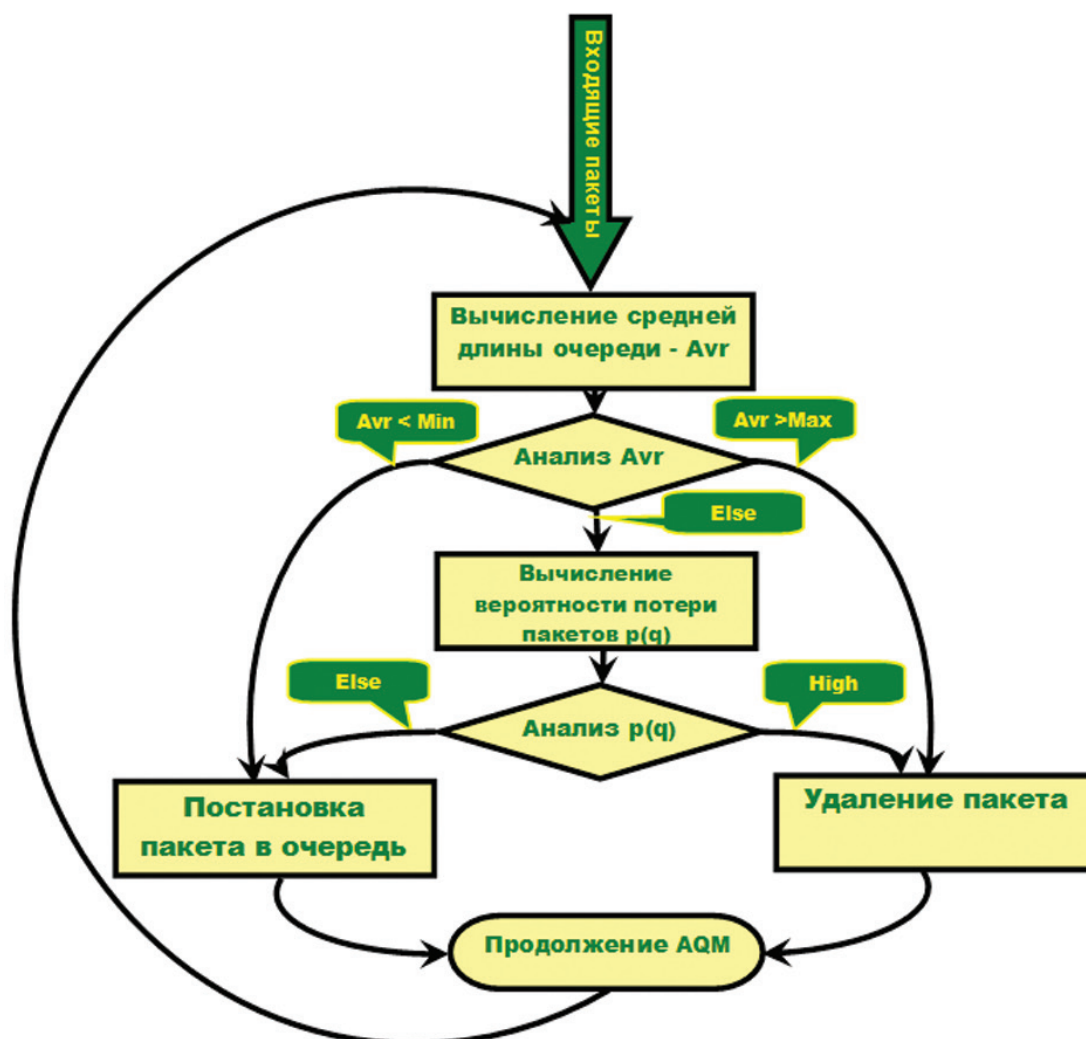 Входящие пакеты
Вычисление средней
длины очереди - Avr
Avr < Min
Avr >Max
Анализ Avr
Else
Вычисление
вероятности потери
пакетов p(q)
Else
High
Анализ p(q)
Постановка
пакета в очередь
Удаление пакета
Продолжение AQM